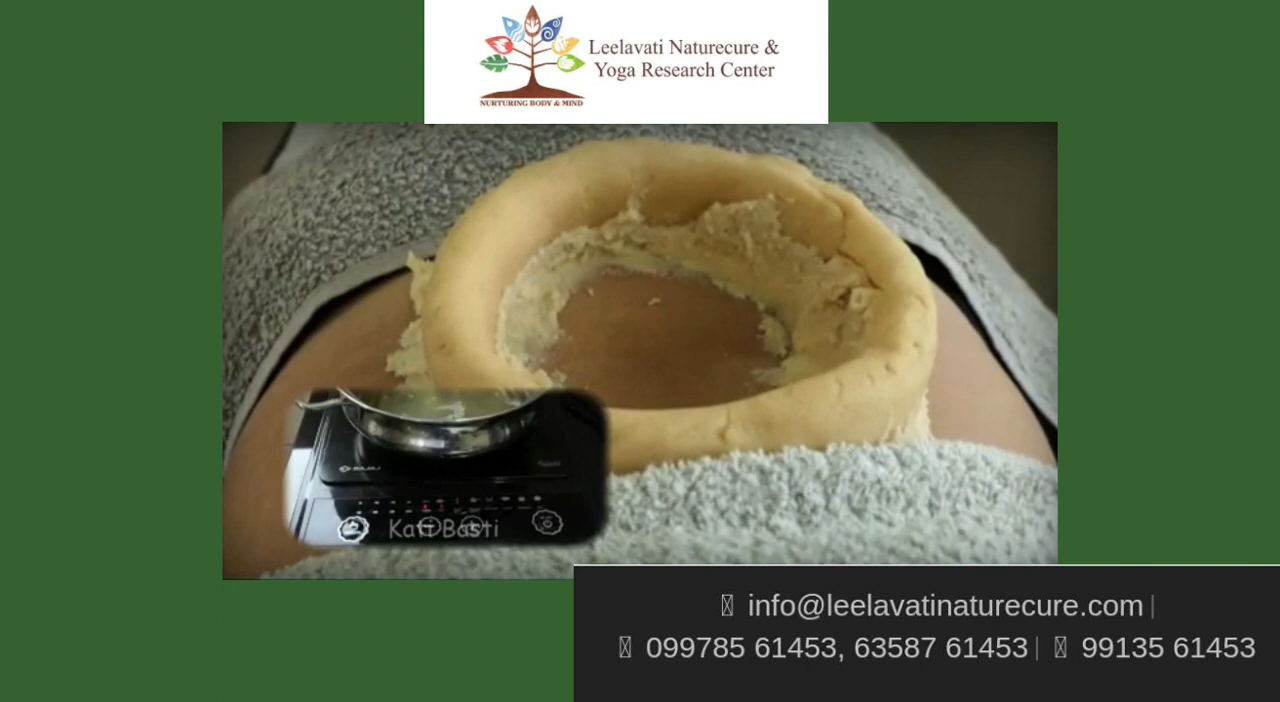 Leelavati Naturecure &
Yoga Research Center
NURTURING BODY & MIND
BAJAJ
Kati Basti
info@leelavatinaturecure.com |
099785 61453, 63587 61453 | 99135 61453